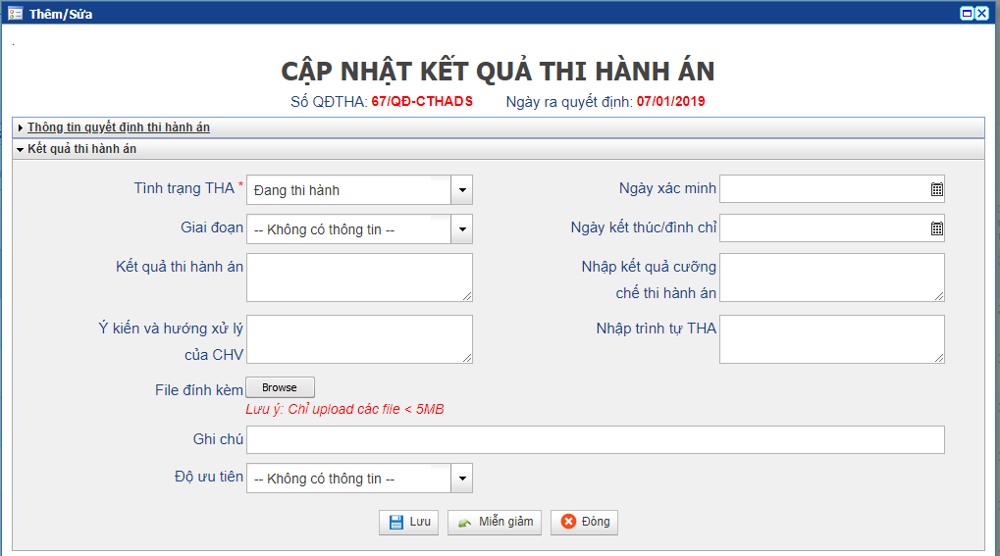 Thêm/Sửa
.
CẬP NHẬT KẾT QUẢ THI HÀNH ÁN
Số QĐTHA: 67/QĐ-CTHADS Ngày ra quyết định: 07/01/2019
Thông tin quyết định thi hành án
Kết quả thi hành án
Tình trạng THA * Đang thi hành Ngày xác minh
Giai đoạn -- Không có thông tin -- Ngày kết thúc/đình chỉ
Kết quả thi hành án Nhập kết quả cưỡng
chế thi hành án
Ý kiến và hướng xử lý Nhập trình tự THA
của CHV
File đính kèm Browse
Lưu ý: Chỉ upload các file < 5MB
Ghi chú
Độ ưu tiên -- Không có thông tin --
Lưu Miễn giảm Đóng